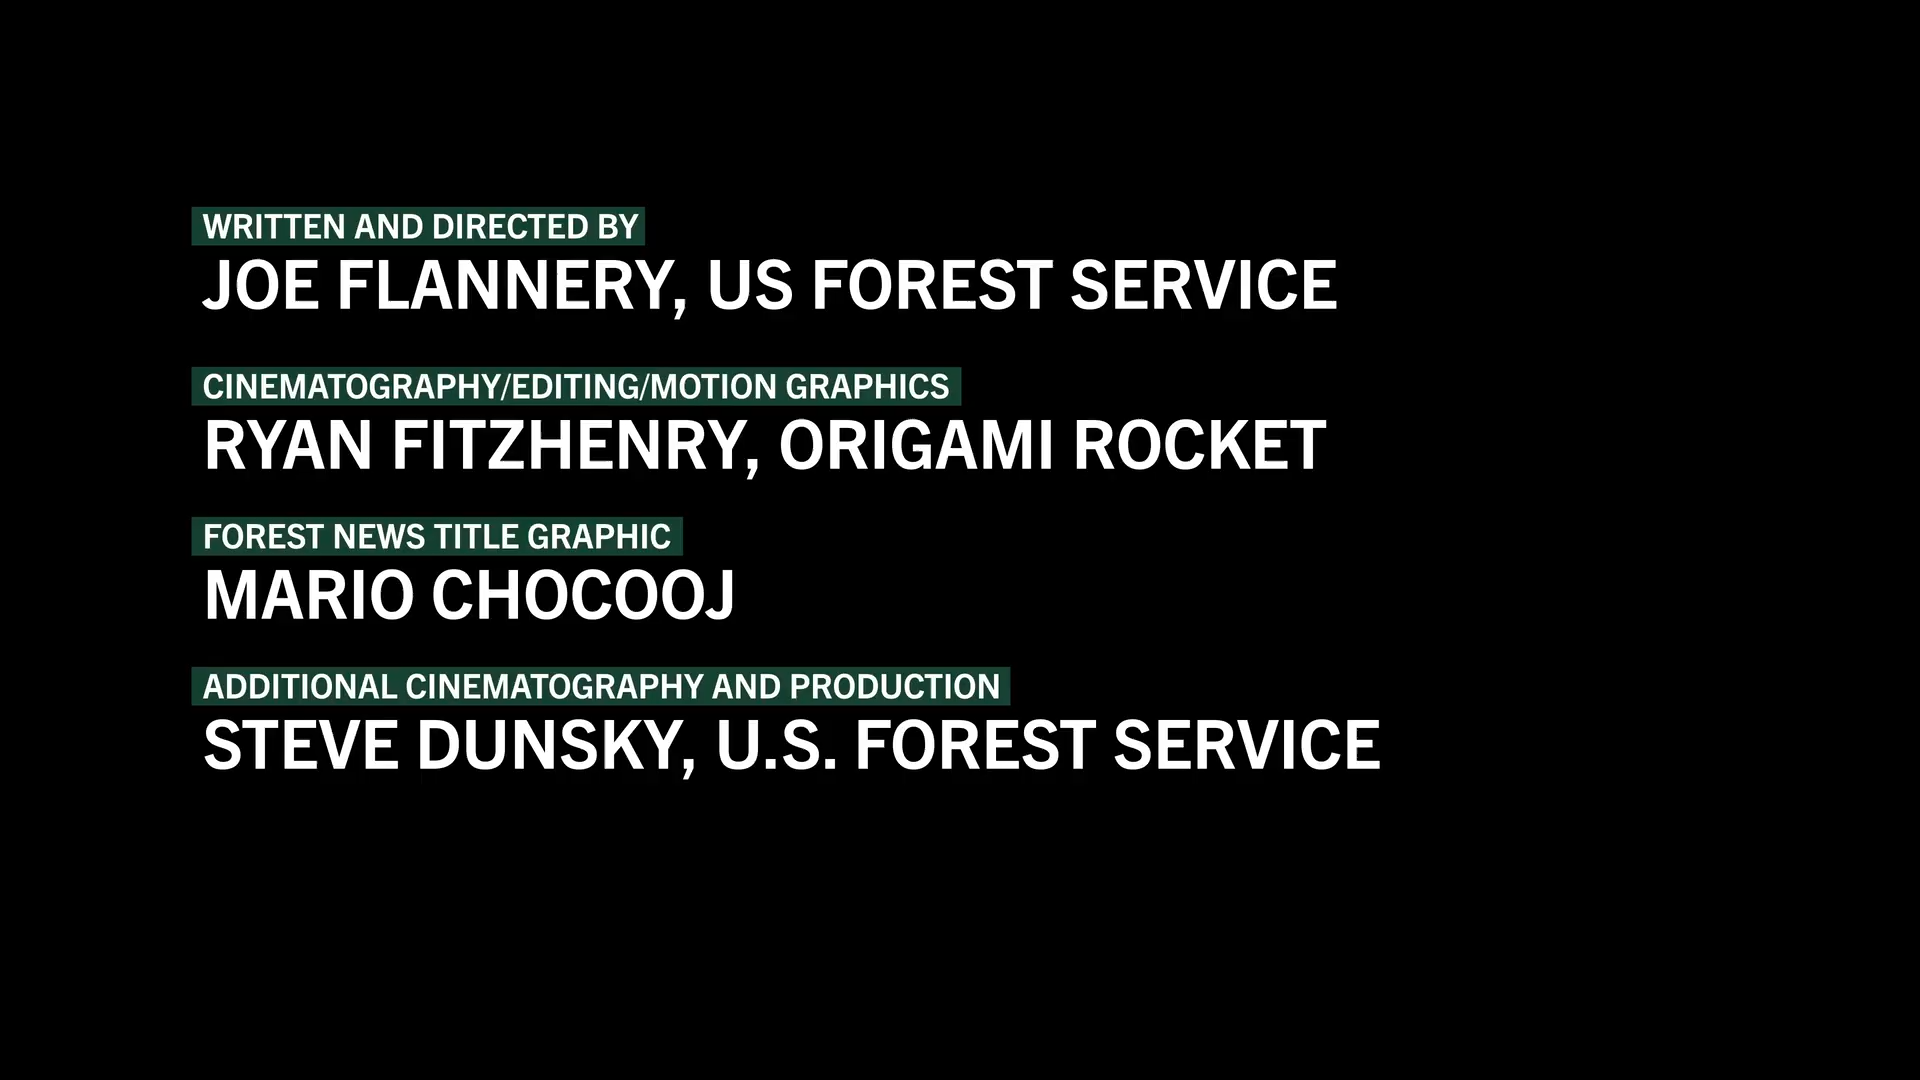 WRITTEN AND DIRECTED BY
JOE FLANNERY, US FOREST SERVICE
CINEMATOGRAPHY/EDITING/MOTION GRAPHICS
RYAN FITZHENRY, ORIGAMI ROCKET
FOREST NEWS TITLE GRAPHIC
MARIO CHOCOOJ
ADDITIONAL CINEMATOGRAPHY AND PRODUCTION
STEVE DUNSKY, U.S. FOREST SERVICE